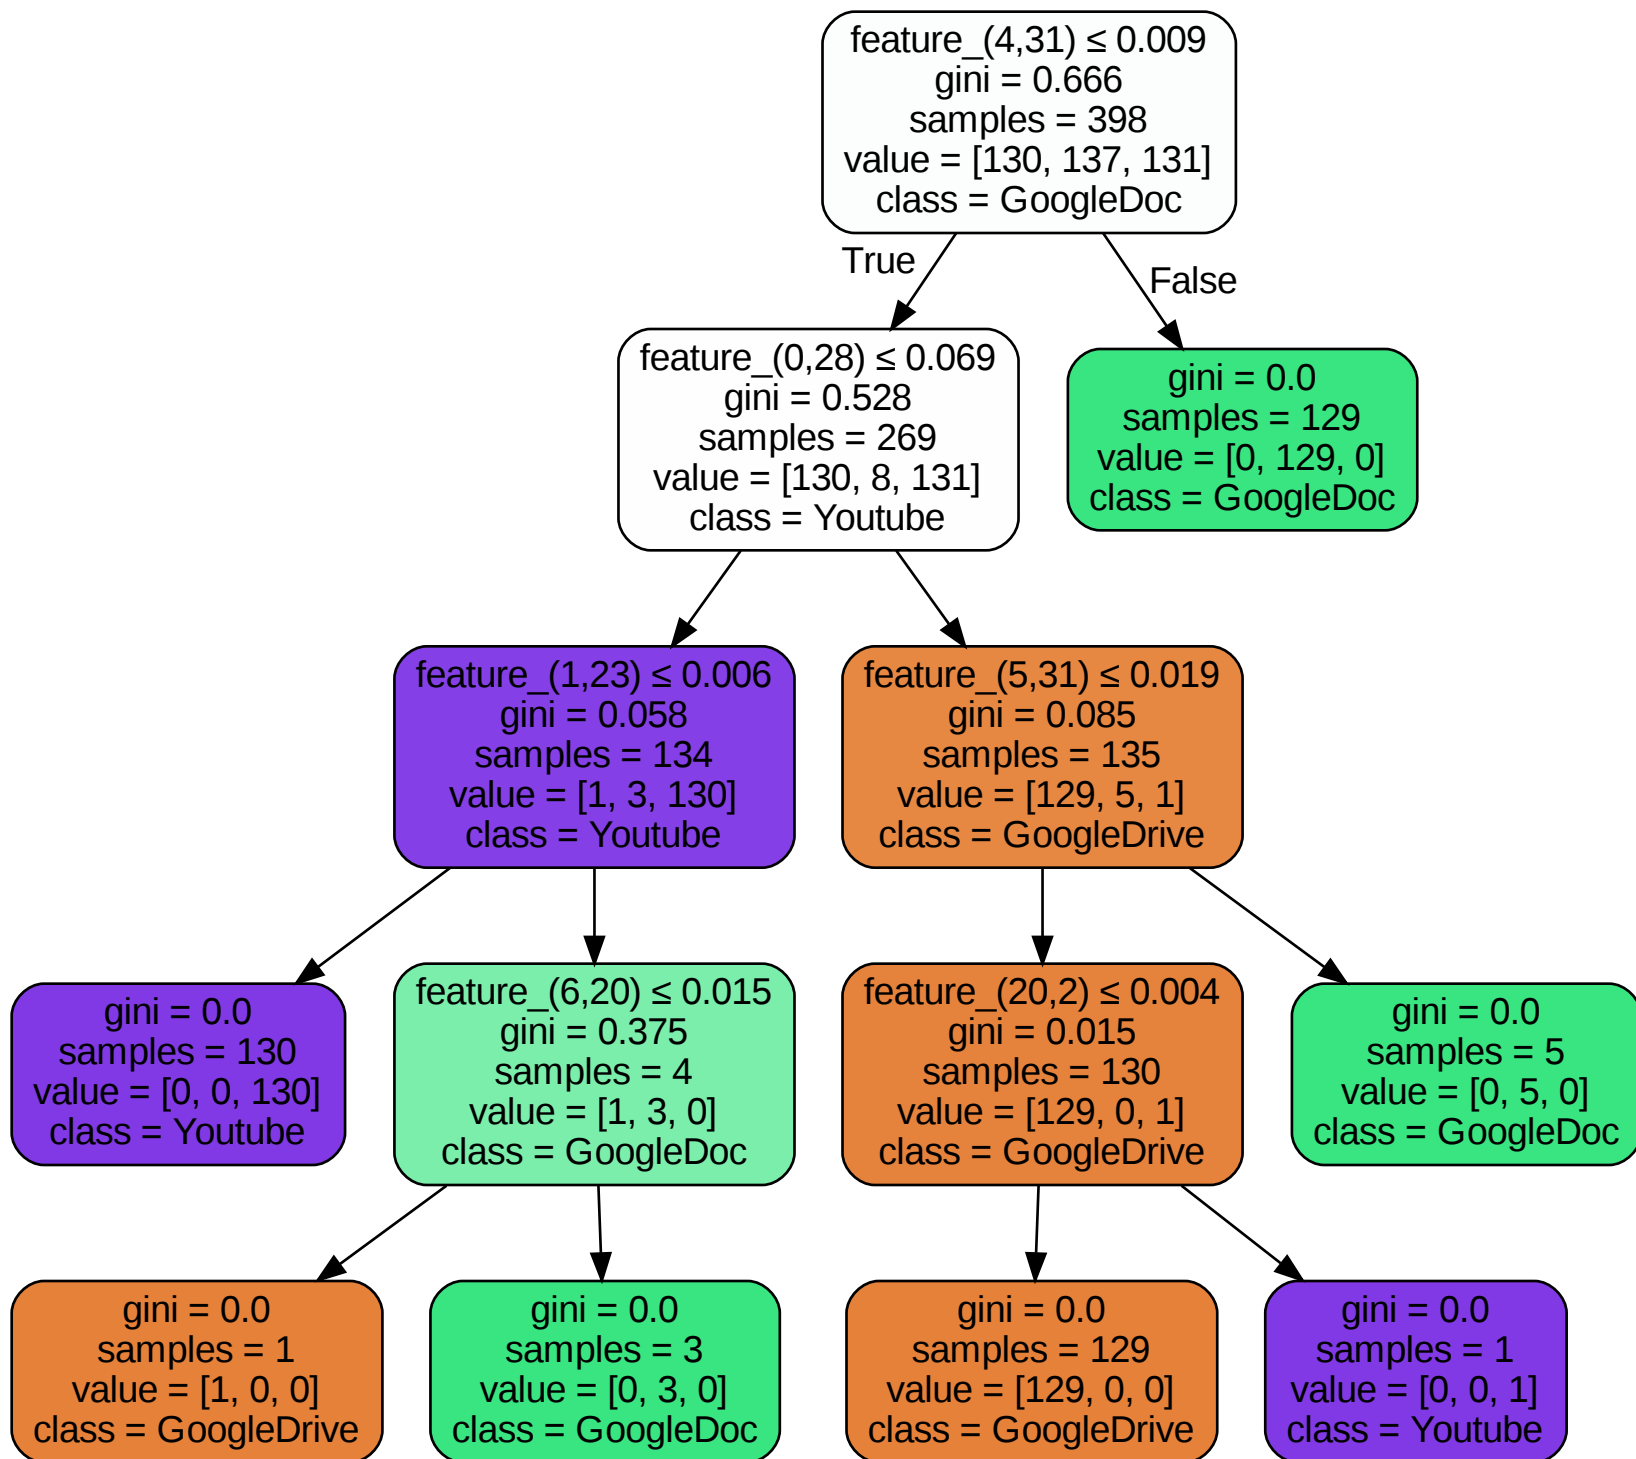 feature_(4,31) ≤ 0.009
gini = 0.666
samples = 398
value = [130, 137, 131]
class = GoogleDoc
True
False
feature_(0,28) ≤ 0.069
gini = 0.528
samples = 269
value = [130, 8, 131]
class = Youtube
gini = 0.0
samples = 129
value = [0, 129, 0]
class = GoogleDoc
feature_(1,23) ≤ 0.006
gini = 0.058
samples = 134
value = [1, 3, 130]
class = Youtube
feature_(5,31) ≤ 0.019
gini = 0.085
samples = 135
value = [129, 5, 1]
class = GoogleDrive
gini = 0.0
samples = 130
value = [0, 0, 130]
class = Youtube
feature_(6,20) ≤ 0.015
gini = 0.375
samples = 4
value = [1, 3, 0]
class = GoogleDoc
feature_(20,2) ≤ 0.004
gini = 0.015
samples = 130
value = [129, 0, 1]
class = GoogleDrive
gini = 0.0
samples = 5
value = [0, 5, 0]
class = GoogleDoc
gini = 0.0
samples = 1
value = [1, 0, 0]
class = GoogleDrive
gini = 0.0
samples = 3
value = [0, 3, 0]
class = GoogleDoc
gini = 0.0
samples = 129
value = [129, 0, 0]
class = GoogleDrive
gini = 0.0
samples = 1
value = [0, 0, 1]
class = Youtube